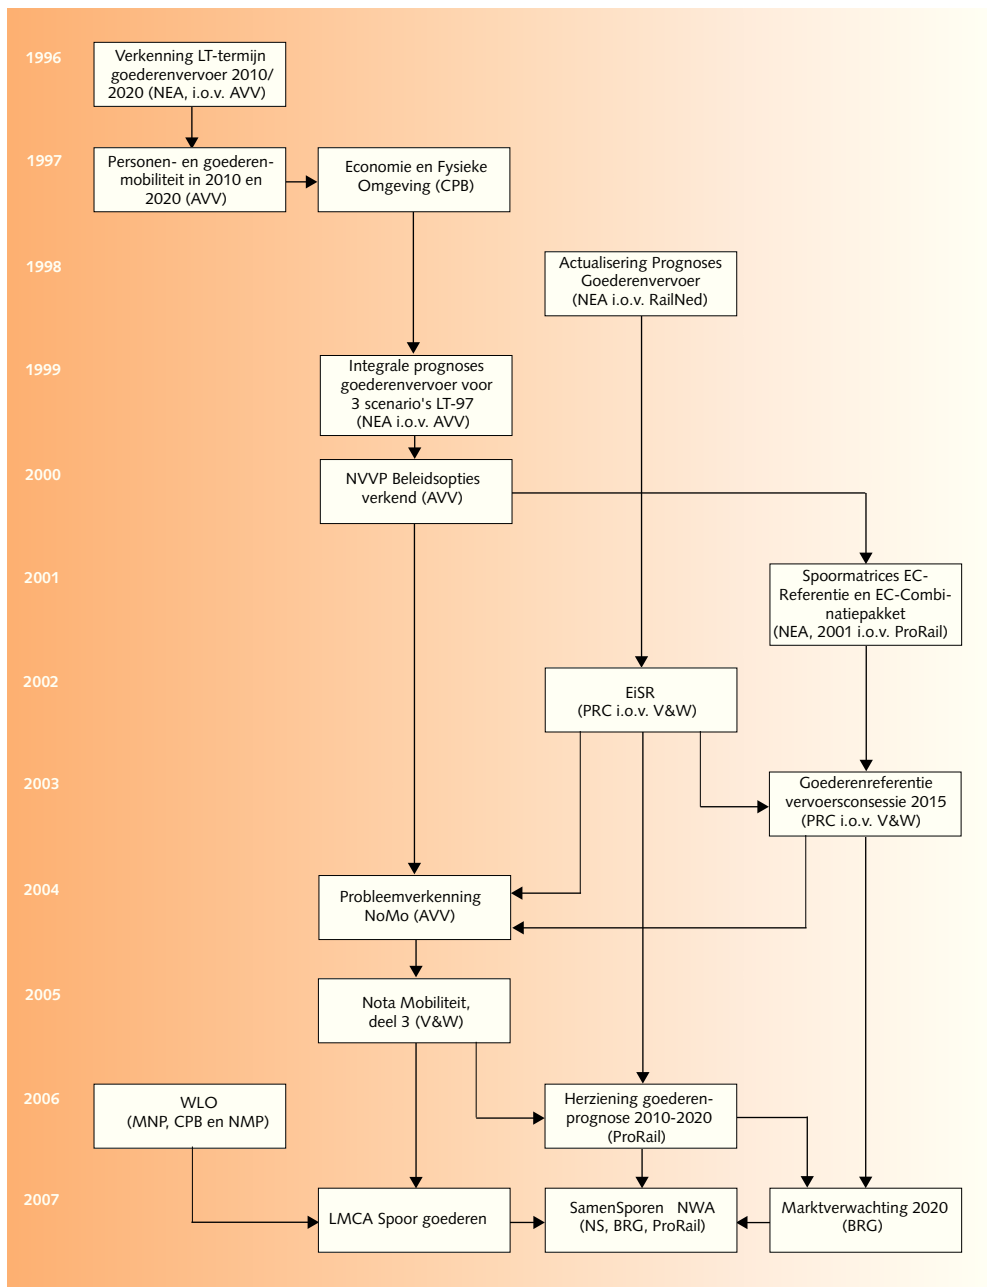 1996
Verkenning LT-termijn
goederenvervoer 2010/
2020 (NEA, i.o.v. AVV)
1997
Personen- en goederen-
mobiliteit in 2010 en
2020 (AVV)
Economie en Fysieke
Omgeving (CPB)
1998
Actualisering Prognoses
Goederenvervoer
(NEA i.o.v. RailNed)
1999
Integrale prognoses
goederenvervoer voor
3 scenario's LT-97
(NEA i.o.v. AVV)
2000
NVVP Beleidsopties
verkend (AVV)
2001
Spoormatrices EC-
Referentie en EC-Combi-
natiepakket
(NEA, 2001 i.o.v. ProRail)
2002
EiSR
(PRC i.o.v. V&W)
2003
Goederenreferentie
vervoersconsessie 2015
(PRC i.o.v. V&W)
2004
Probleemverkenning
NoMo (AVV)
2005
Nota Mobiliteit,
deel 3 (V&W)
2006
WLO
(MNP, CPB en NMP)
Herziening goederen-
prognose 2010-2020
(ProRail)
2007
LMCA Spoor goederen
SamenSporen NWA
(NS, BRG, ProRail)
Marktverwachting 2020
(BRG)